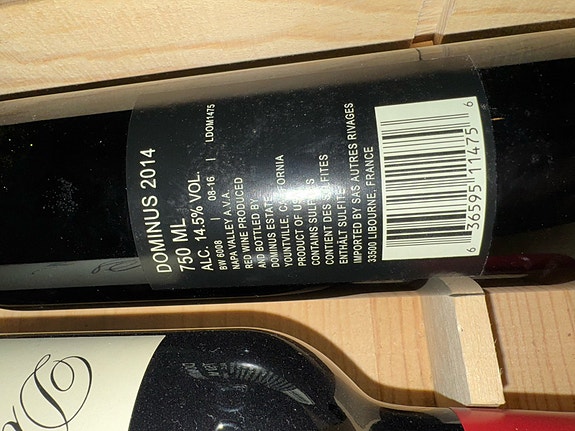 DOMINUS 2014
750 ML
ALC. 14.5% VOL.
BW 6008 | 08-16 | LDOM1475
NAPA VALLEY A.V.A.
RED WINE PRODUCED
AND BOTTLED BY
DOMINUS ESTATE
YOUNTVILLE, CALIFORNIA
PRODUCT OF USA
CONTAINS SULFITES
CONTIENT DES SULFITES
ENTHÄLT SULFITE
IMPORTED BY SAS AUTRES RIVAGES
33500 LIBOURNE, FRANCE
6 36595 11475 6